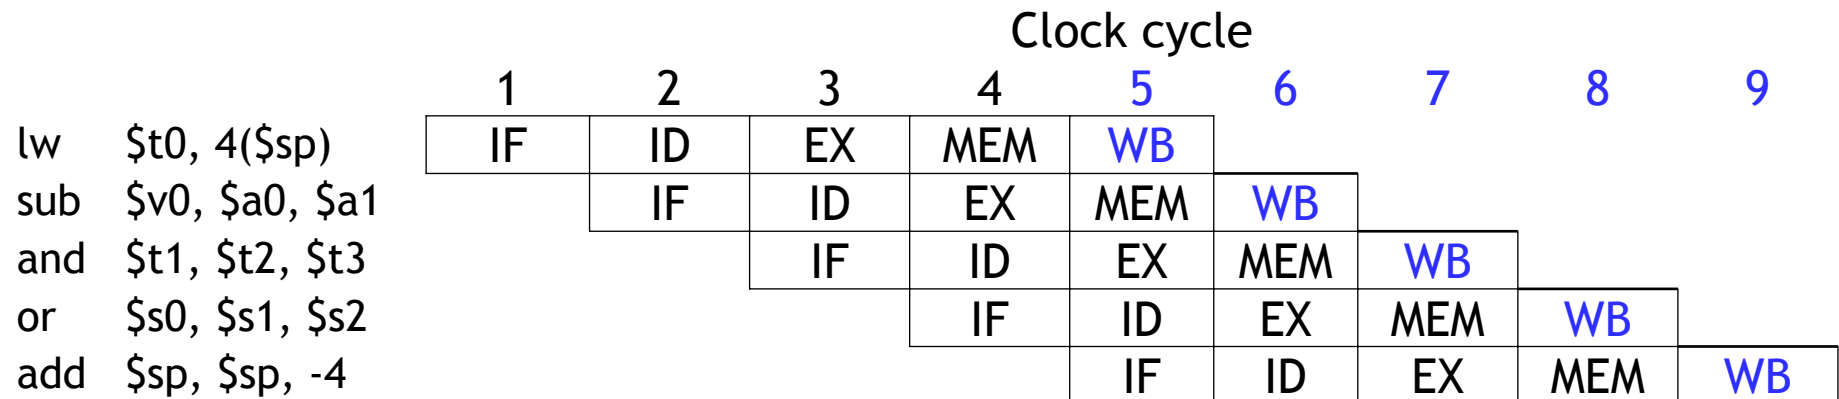 Clock cycle
1 2 3 4 5 6 7 8 9
lw $t0, 4($sp) IF ID EX MEM WB
sub $v0, $a0, $a1 IF ID EX MEM WB
and $t1, $t2, $t3 IF ID EX MEM WB
or $s0, $s1, $s2 IF ID EX MEM WB
add $sp, $sp, -4 IF ID EX MEM WB